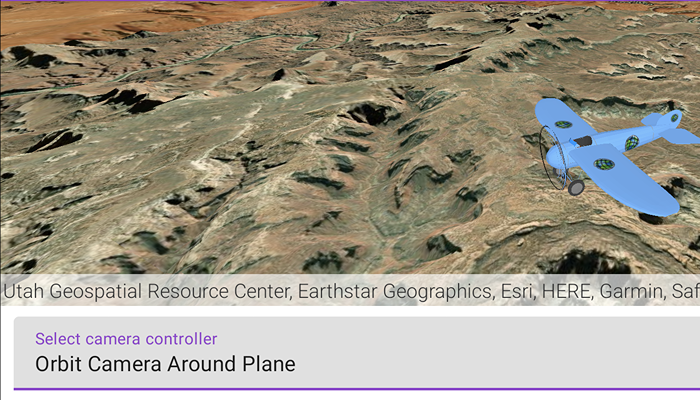 Utah Geospatial Resource Center, Earthstar Geographics, Esri, HERE, Garmin, Saf
Select camera controller
Orbit Camera Around Plane